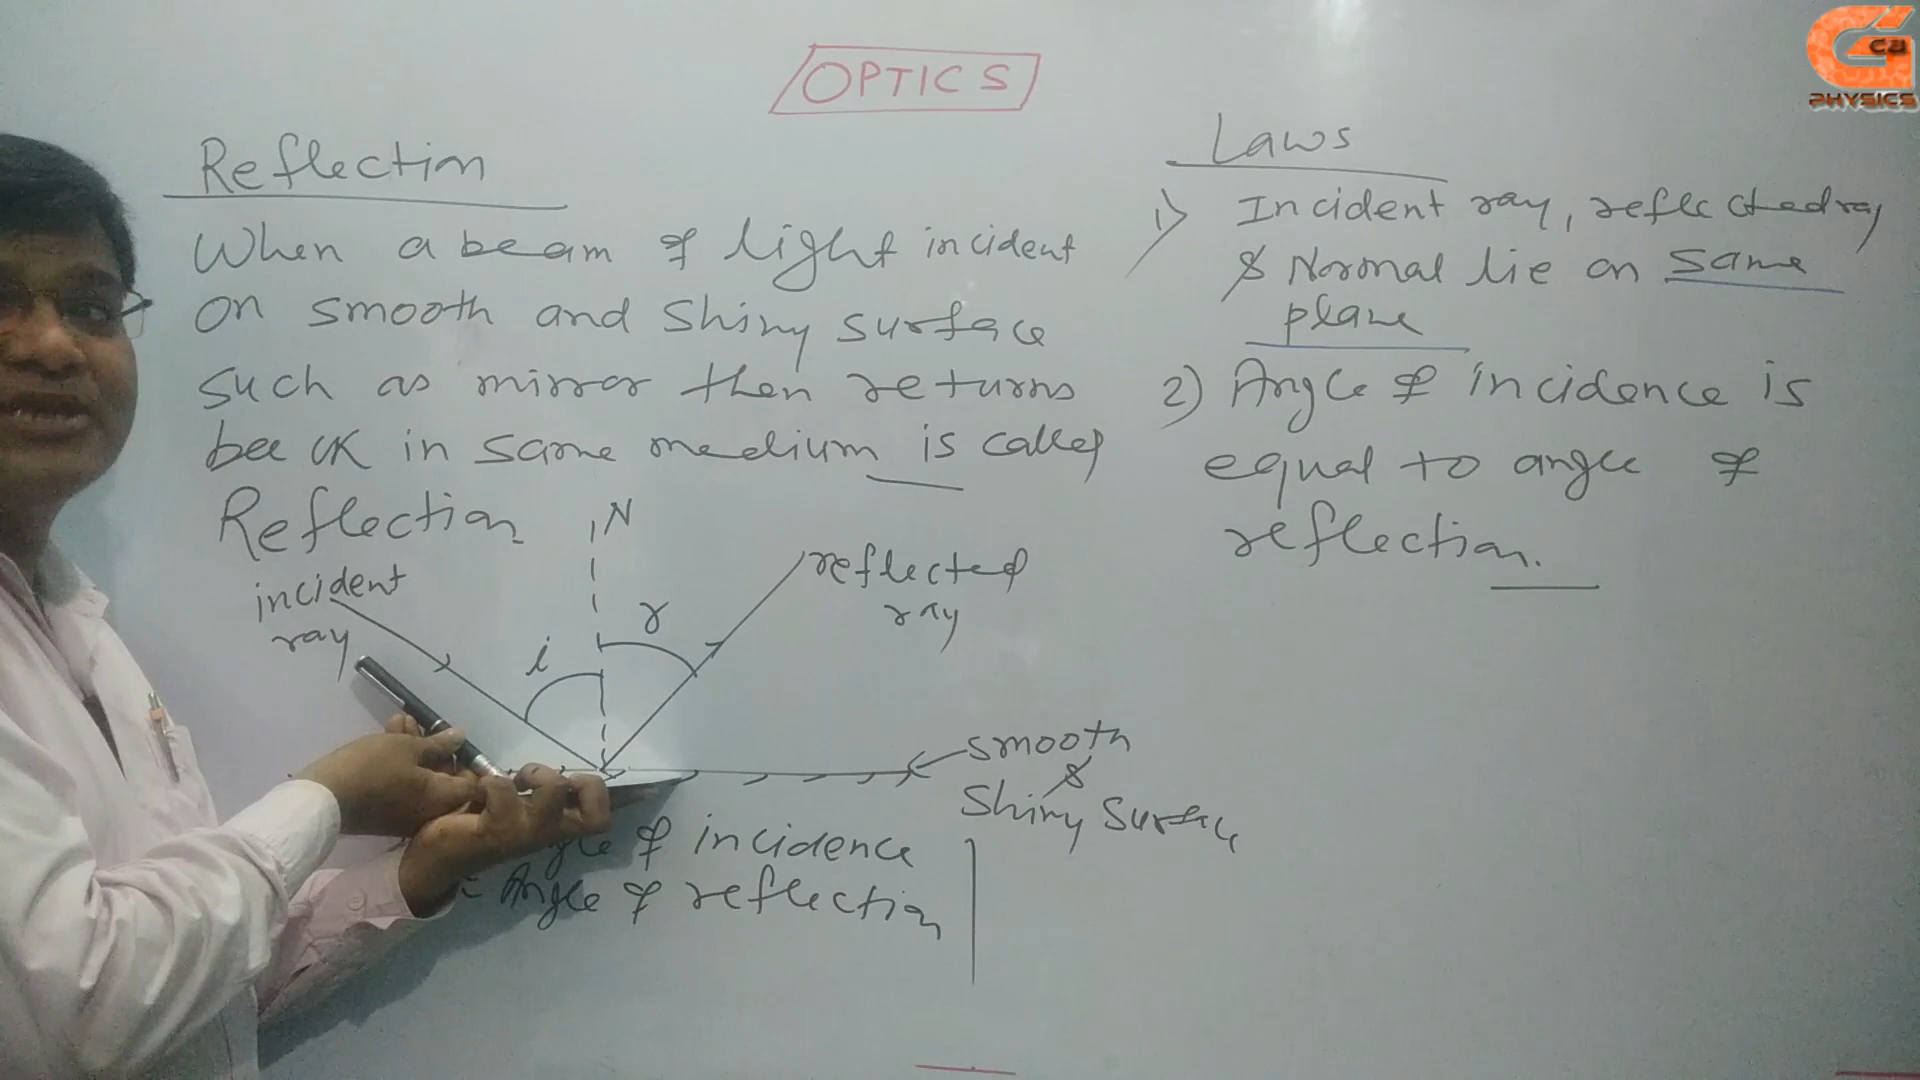 OPTICS
Reflection
When a beam of light incident
on smooth and shiny surface
such as mirror then returns
back in same medium is called
Reflection
N
incident
ray
i
r
reflected
ray
smooth
&
Shiny Surface
of incidence
= Angle of reflection
Laws
1) Incident ray, reflected ray
& Normal lie on same
plane
2) Angle of incidence is
equal to angle of
reflection.
G
PHYSICS